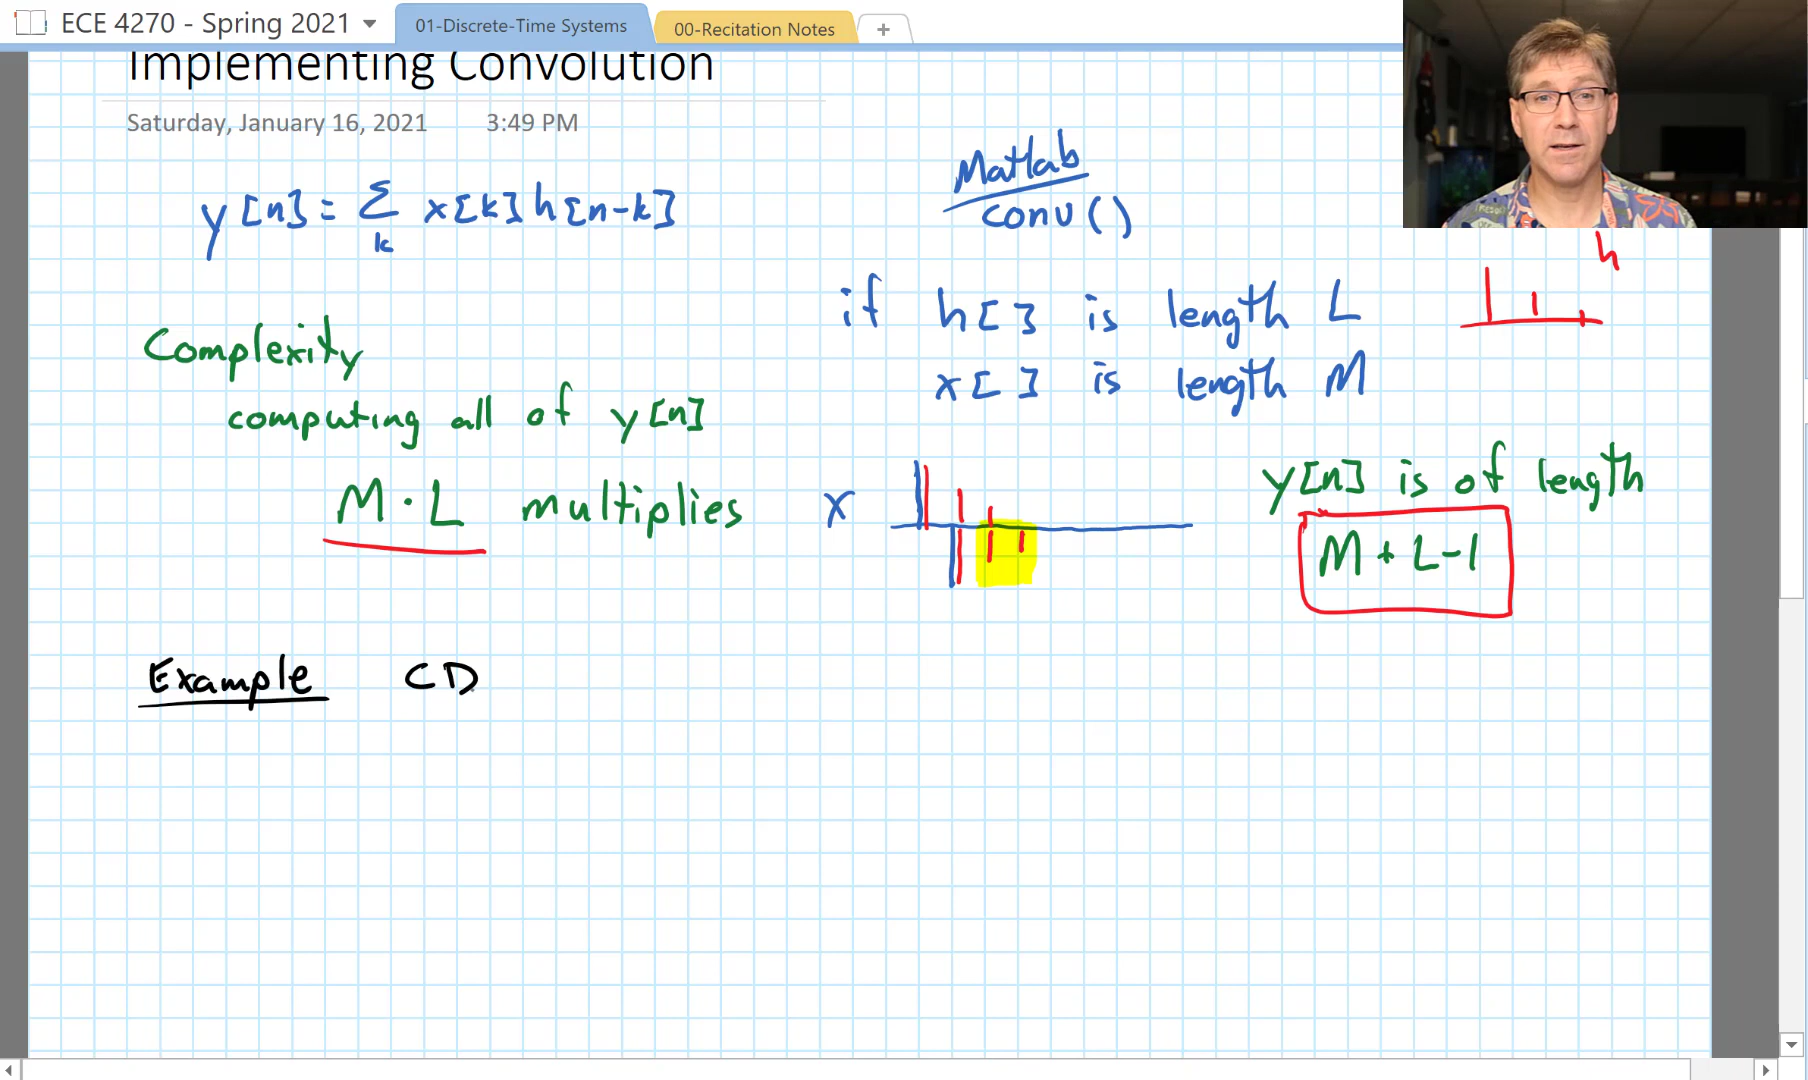 ECE 4270 - Spring 2021
01-Discrete-Time Systems
00-Recitation Notes
+
Implementing Convolution
Saturday, January 16, 2021 3:49 PM
y[n] = Σ x[k] h[n-k]
k
Matlab
conv()
h
if h[ ] is length L
x[ ] is length M
Complexity
computing all of y[n]
M · L multiplies
x
y[n] is of length
M + L - 1
Example CD